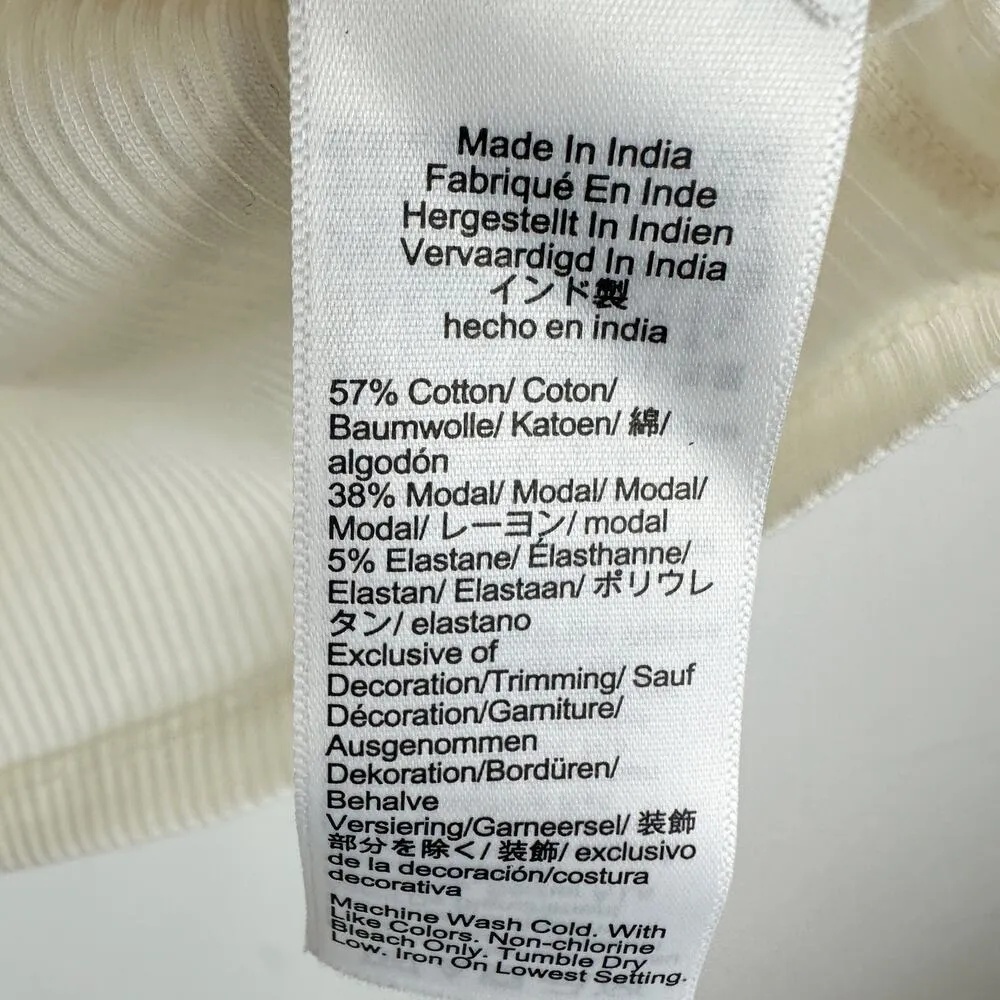 Made In India
Fabriqué En Inde
Hergestellt In Indien
Vervaardigd In India
インド製
hecho en india
57% Cotton/ Coton/
Baumwolle/ Katoen/ 綿/
algodón
38% Modal/ Modal/ Modal/
Modal/ レーヨン/ modal
5% Elastane/ Élasthanne/
Elastan/ Elastaan/ ポリウレ
タン/ elastano
Exclusive of
Decoration/Trimming/ Sauf
Décoration/Garniture/
Ausgenommen
Dekoration/Bordüren/
Behalve
Versiering/Garneersel/ 装飾
部分を除く/ 装飾/ exclusivo
de la decoración/costura
decorativa
Machine Wash Cold. With
Like Colors. Non-chlorine
Bleach Only. Tumble Dry
Low. Iron On Lowest Setting.